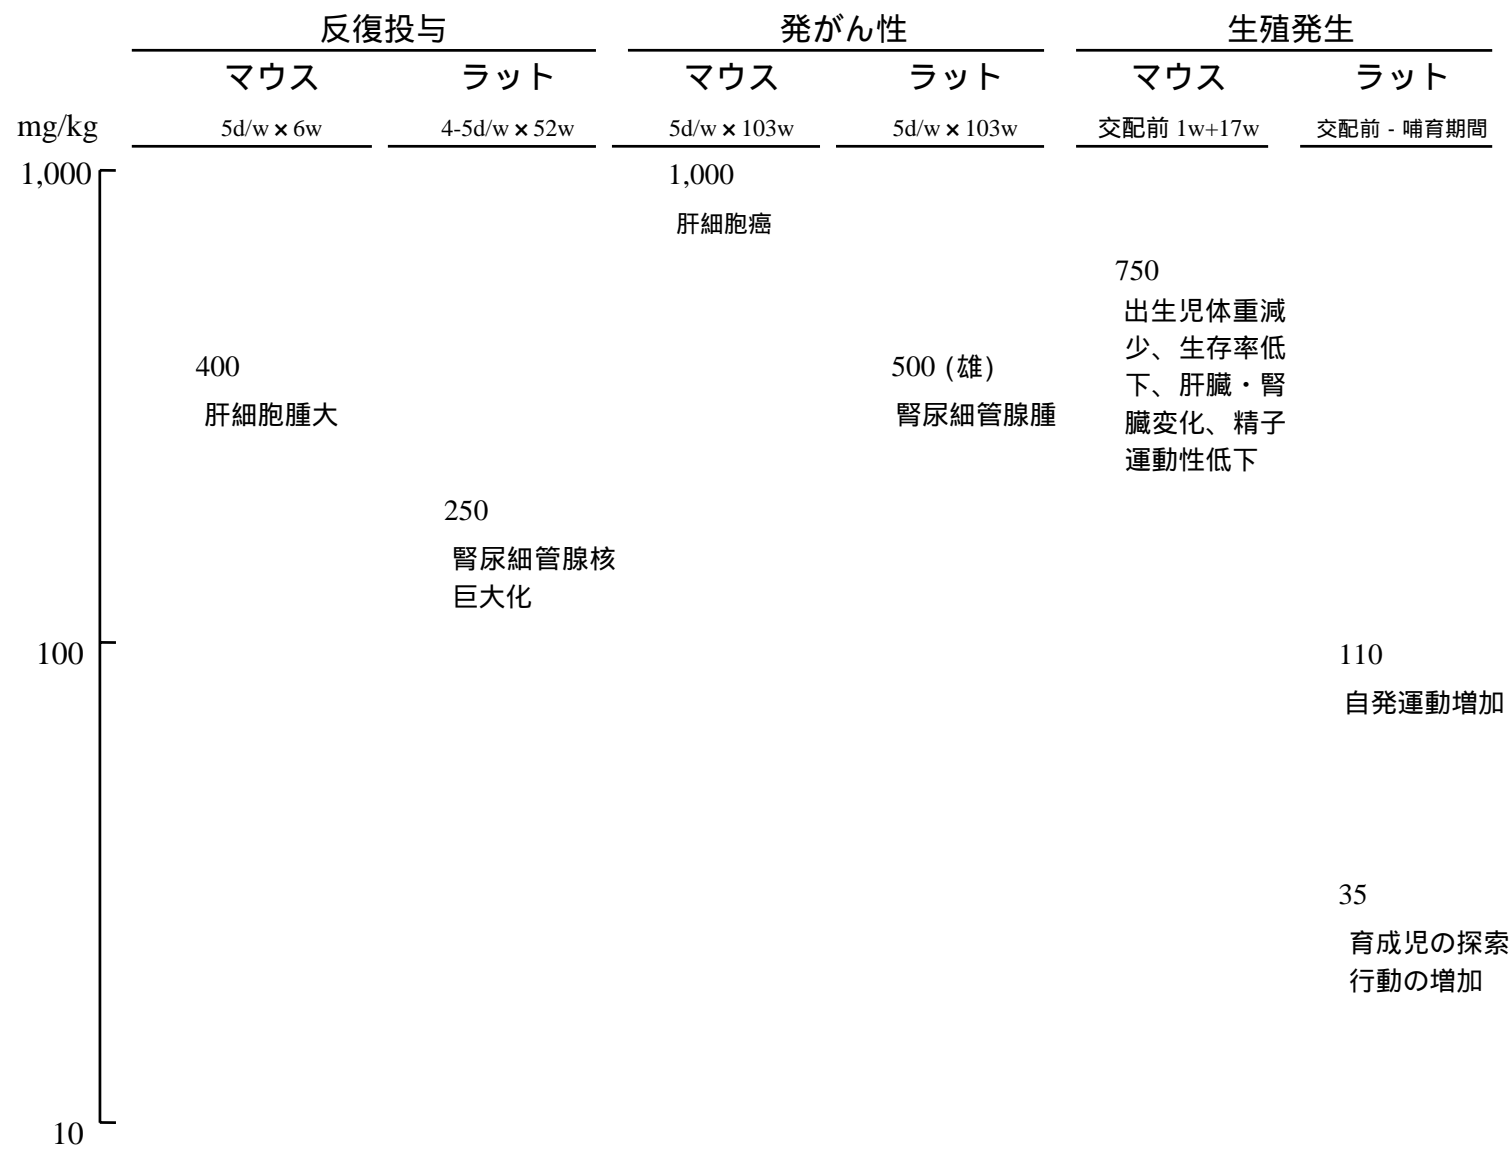 反復投与 発がん性 生殖発生
マウス ラット マウス ラット マウス ラット
mg/kg 5d/w × 6w 4-5d/w × 52w 5d/w × 103w 5d/w × 103w 交配前 1w+17w 交配前 - 哺育期間
1,000 1,000
肝細胞癌
750
出生児体重減
少、生存率低
下、肝臓・腎
臓変化、精子
運動性低下
400
肝細胞腫大
500 (雄)
腎尿細管腺腫
250
腎尿細管腺核
巨大化
100
110
自発運動増加
35
育成児の探索
行動の増加
10